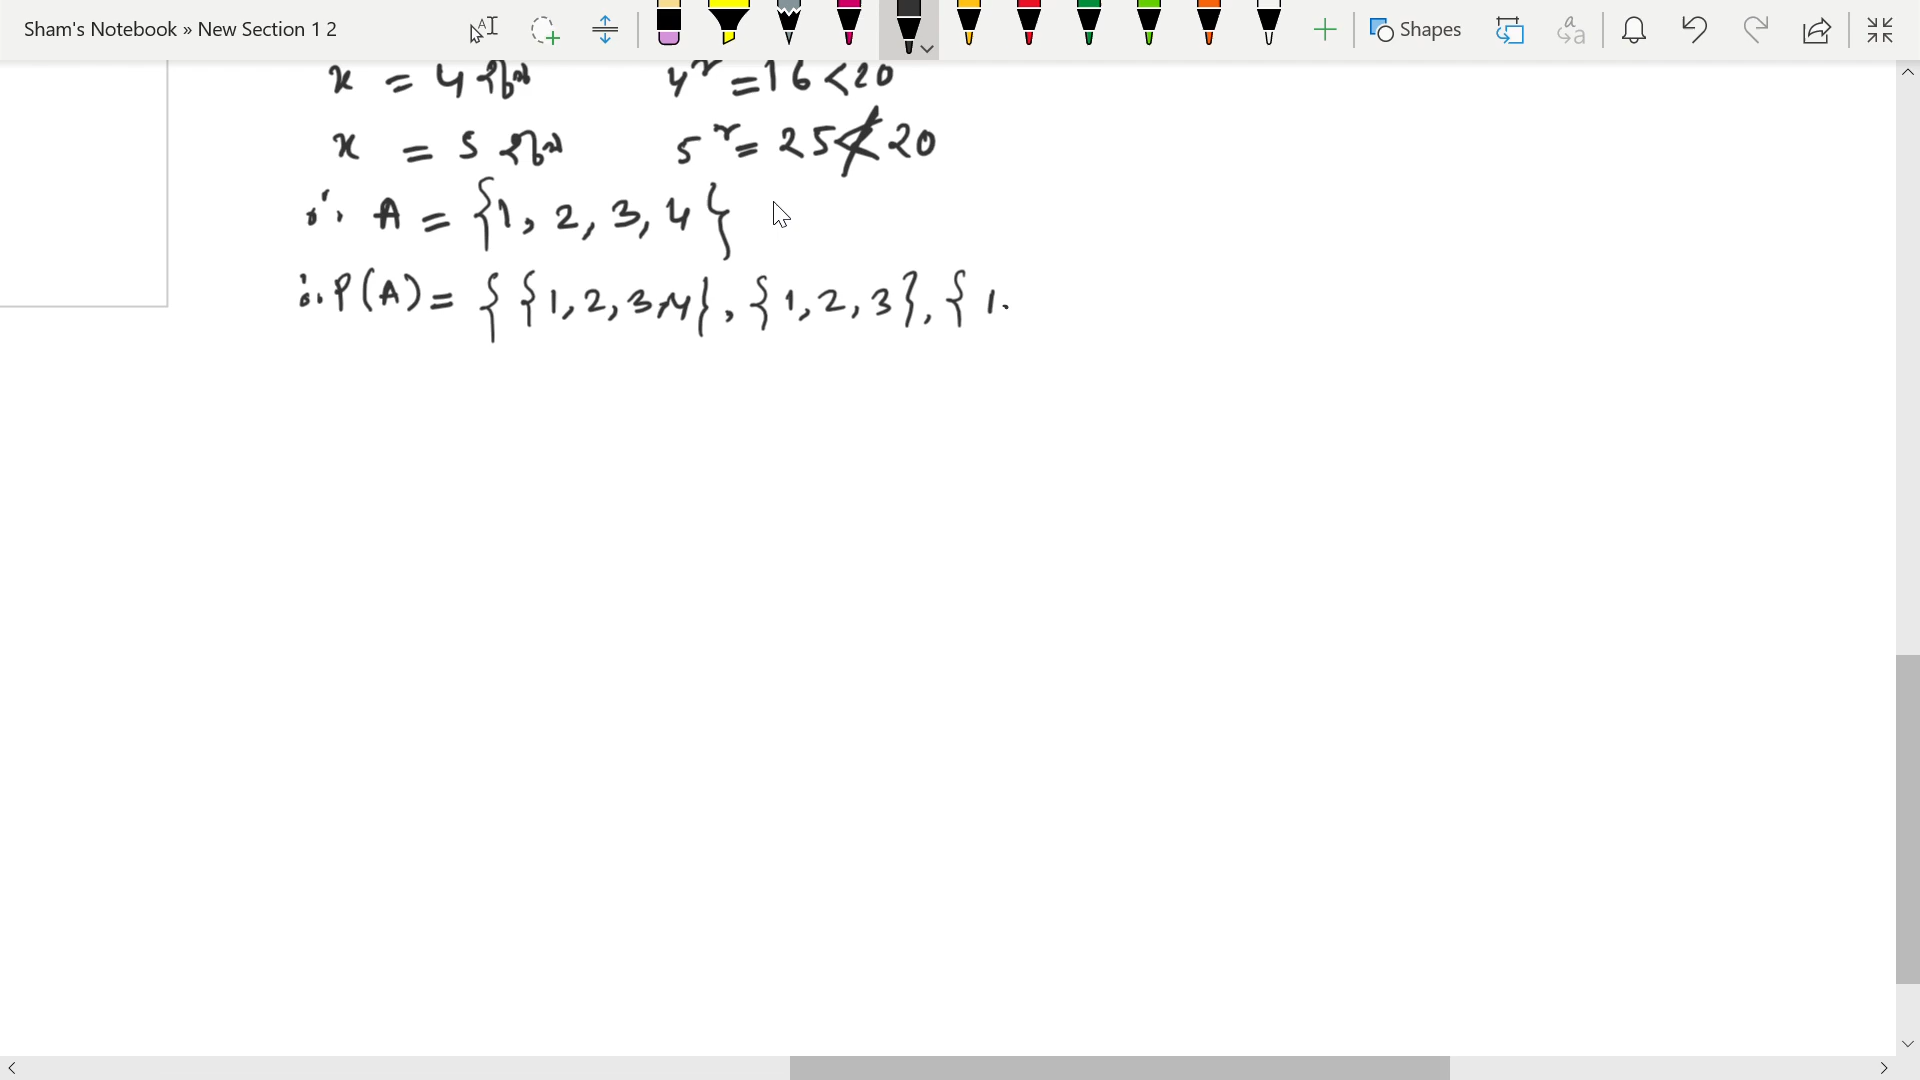 Sham's Notebook » New Section 1 2
Shapes
x = 4 হলে 4² = 16 < 20
x = 5 হলে 5² = 25 ≮ 20
∴ A = {1, 2, 3, 4}
∴ P(A) = { {1, 2, 3, 4}, {1, 2, 3}, { 1.